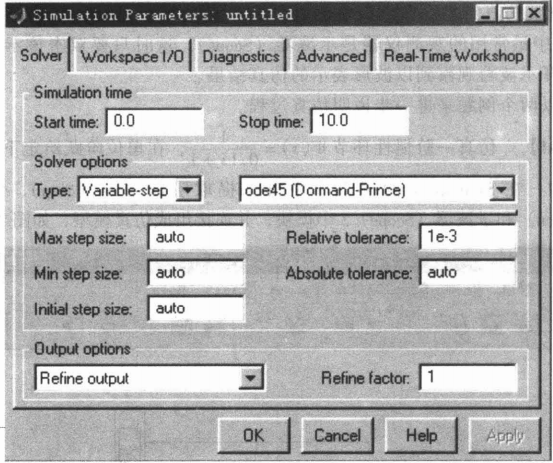 Simulation Parameters: untitled
Solver Workspace I/O Diagnostics Advanced Real-Time Workshop
Simulation time
Start time: 0.0 Stop time: 10.0
Solver options
Type: Variable-step ode45 (Dormand-Prince)
Max step size: auto Relative tolerance: 1e-3
Min step size: auto Absolute tolerance: auto
Initial step size: auto
Output options
Refine output Refine factor: 1
OK Cancel Help Apply